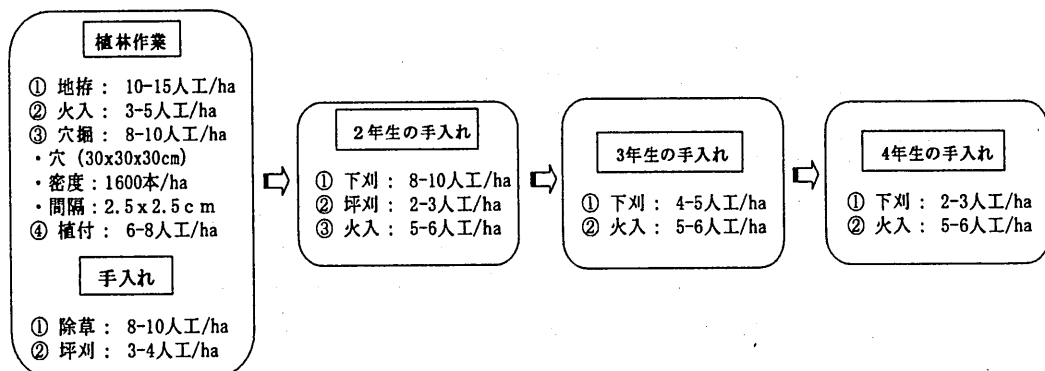 植林作業
① 地拵： 10-15人工/ha
② 火入： 3-5人工/ha
③ 穴掘： 8-10人工/ha
・穴 (30x30x30cm)
・密度：1600本/ha
・間隔：2.5x2.5cm
④ 植付： 6-8人工/ha
手入れ
① 除草： 8-10人工/ha
② 坪刈： 3-4人工/ha
2年生の手入れ
① 下刈： 8-10人工/ha
② 坪刈： 2-3人工/ha
③ 火入： 5-6人工/ha
3年生の手入れ
① 下刈： 4-5人工/ha
② 火入： 5-6人工/ha
4年生の手入れ
① 下刈： 2-3人工/ha
② 火入： 5-6人工/ha